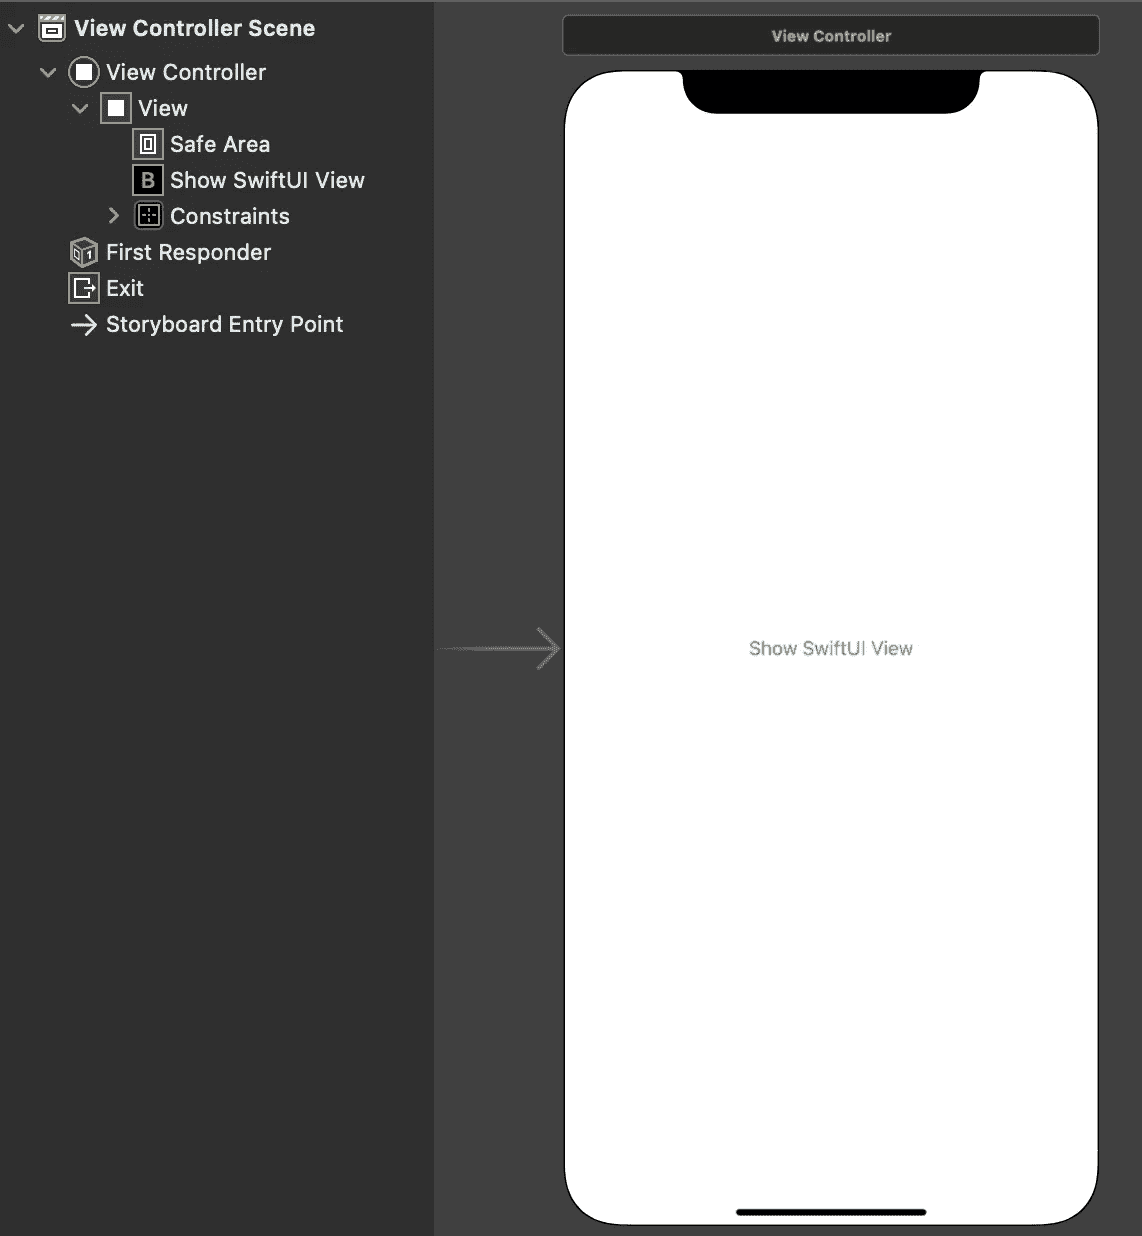 View Controller Scene
View Controller
View
Safe Area
B Show SwiftUI View
Constraints
1 First Responder
Exit
Storyboard Entry Point
View Controller
Show SwiftUI View